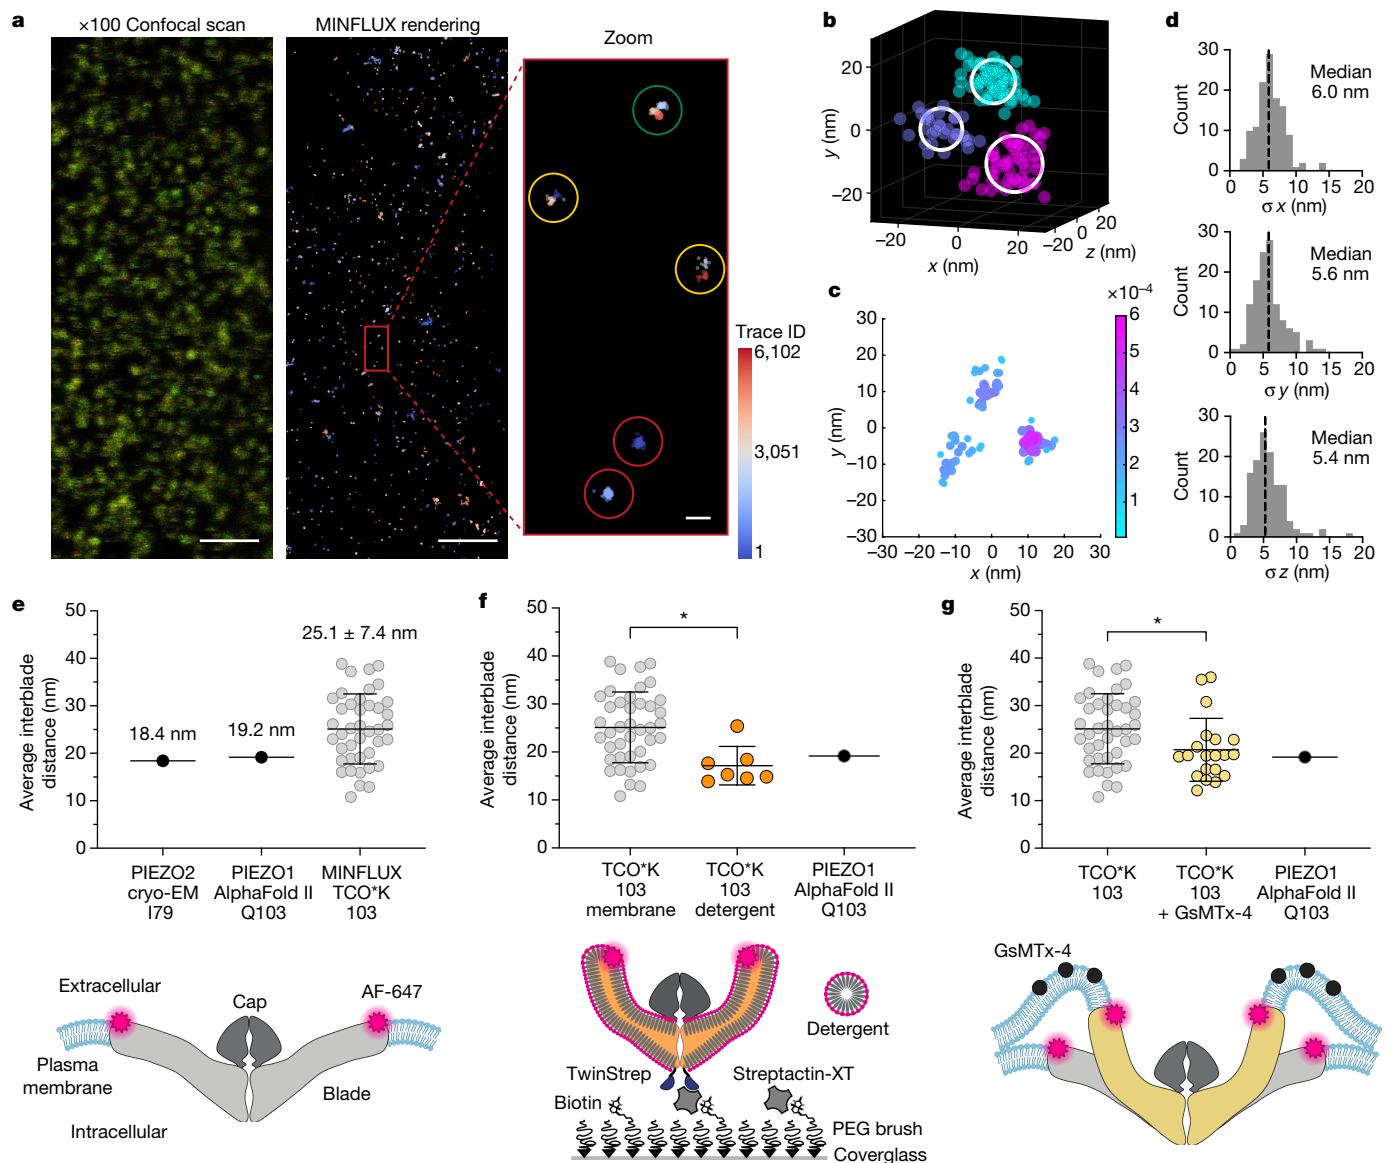 a
×100 Confocal scan
MINFLUX rendering
Zoom
Trace ID
6,102
3,051
1
b
20
0
−20
y (nm)
−20
0
20
x (nm)
−20
0
20
z (nm)
c
30
20
10
0
−10
−20
−30
y (nm)
−30
−20
−10
0
10
20
30
x (nm)
×10⁻⁴
6
5
4
3
2
1
d
30
20
10
0
Count
Median
6.0 nm
0
5
10
15
20
σ x (nm)
30
20
10
0
Count
Median
5.6 nm
0
5
10
15
20
σ y (nm)
30
20
10
0
Count
Median
5.4 nm
0
5
10
15
20
σ z (nm)
e
50
40
30
20
10
0
Average interblade
distance (nm)
18.4 nm
19.2 nm
25.1 ± 7.4 nm
PIEZO2
cryo-EM
I79
PIEZO1
AlphaFold II
Q103
MINFLUX
TCO*K
103
Extracellular
Cap
AF-647
Plasma
membrane
Blade
Intracellular
f
50
40
30
20
10
0
Average interblade
distance (nm)
*
TCO*K
103
membrane
TCO*K
103
detergent
PIEZO1
AlphaFold II
Q103
Detergent
TwinStrep
Streptactin-XT
Biotin
PEG brush
Coverglass
g
50
40
30
20
10
0
Average interblade
distance (nm)
*
TCO*K
103
TCO*K
103
+ GsMTx-4
PIEZO1
AlphaFold II
Q103
GsMTx-4